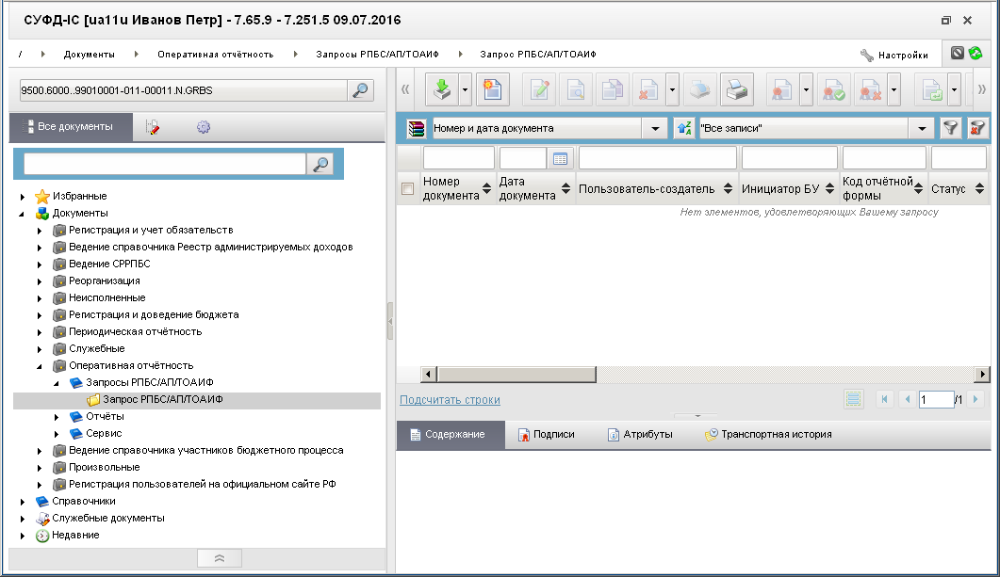 СУФД-IC [ua11u Иванов Петр] - 7.65.9 - 7.251.5 09.07.2016
/ Документы Оперативная отчётность Запросы РПБС/АП/ТОАИФ Запрос РПБС/АП/ТОАИФ Настройки
9500.6000..99010001-011-00011.N.GRBS
Все документы
Избранные
Документы
Регистрация и учет обязательств
Ведение справочника Реестр администрируемых доходов
Ведение СРРПБС
Реорганизация
Неисполненные
Регистрация и доведение бюджета
Периодическая отчётность
Служебные
Оперативная отчётность
Запросы РПБС/АП/ТОАИФ
Запрос РПБС/АП/ТОАИФ
Отчёты
Сервис
Ведение справочника участников бюджетного процесса
Произвольные
Регистрация пользователей на официальном сайте РФ
Справочники
Служебные документы
Недавние
Номер и дата документа "Все записи"
Номер документа Дата документа Пользователь-создатель Инициатор БУ Код отчётной формы Статус
Нет элементов, удовлетворяющих Вашему запросу
Подсчитать строки 1 /1
Содержание Подписи Атрибуты Транспортная история